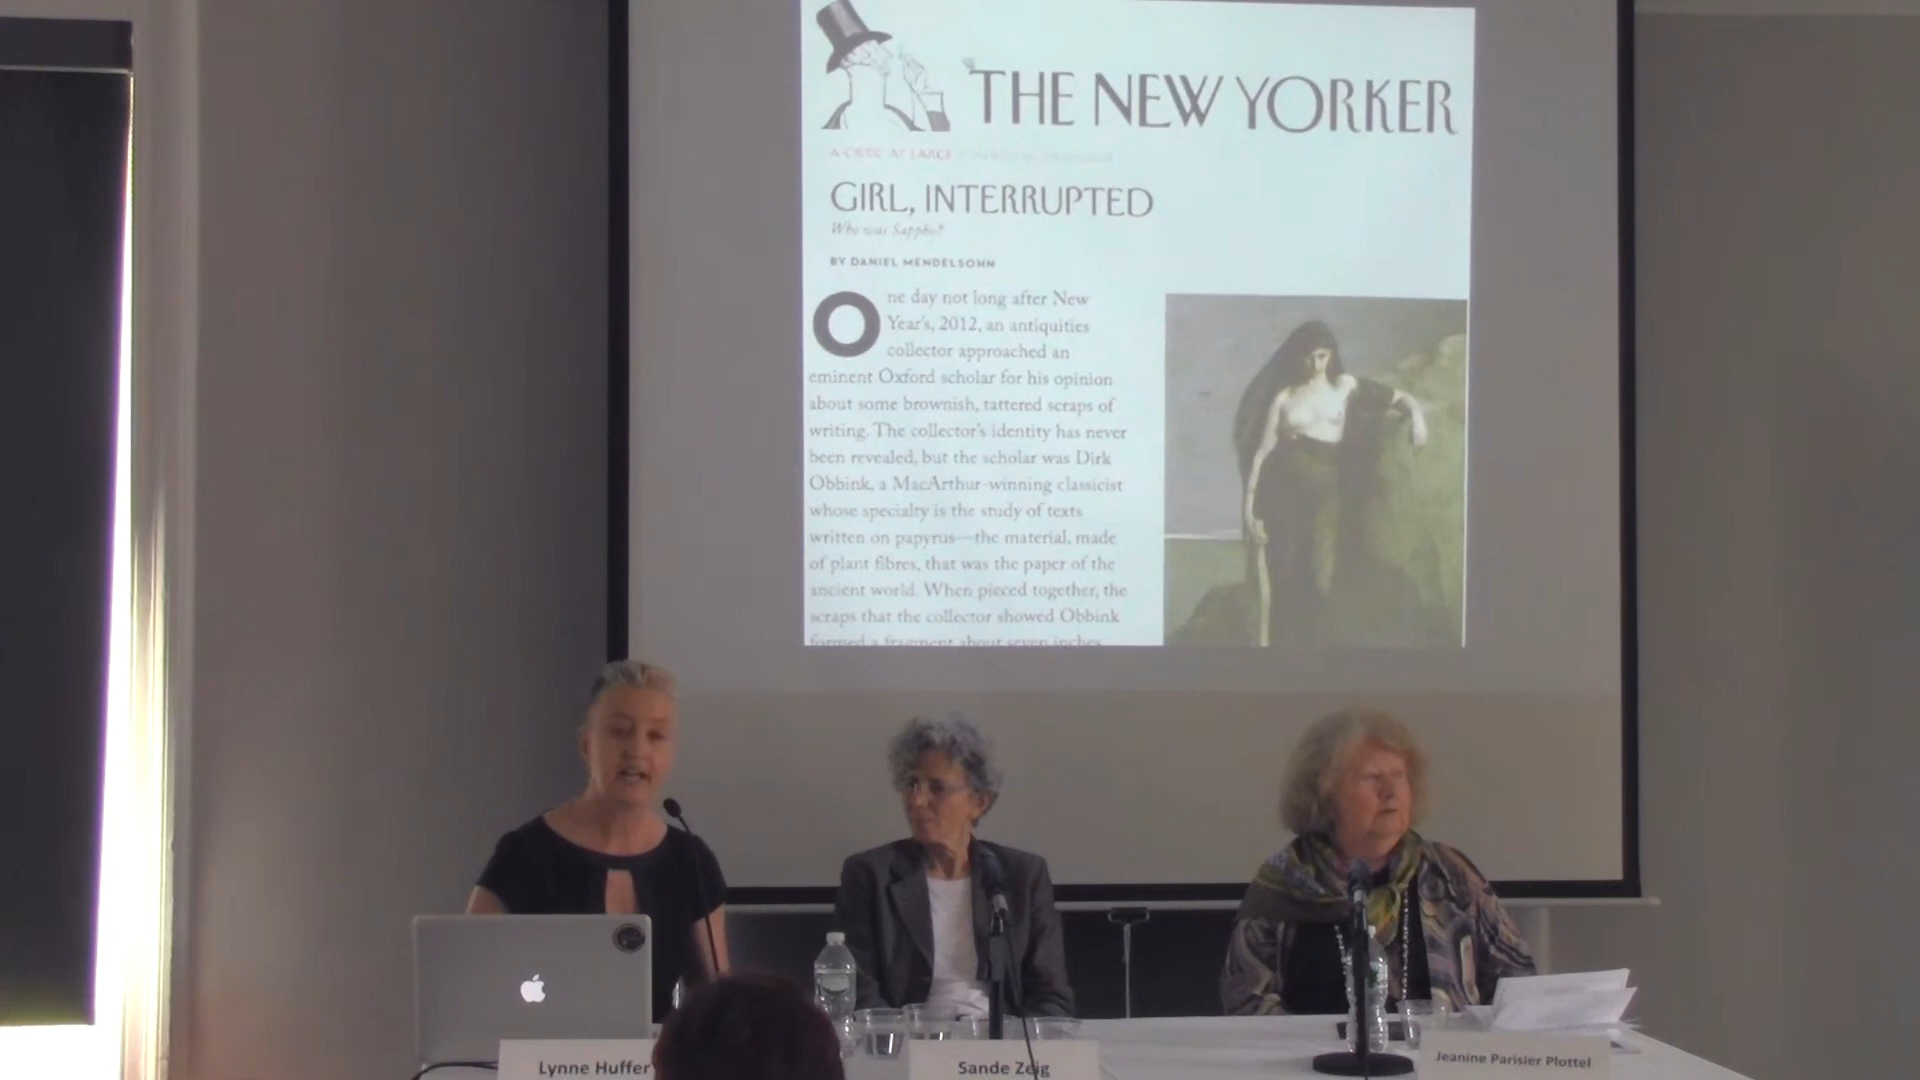 THE NEW YORKER
A CRITIC AT LARGE
GIRL, INTERRUPTED
Who was Sappho?
BY DANIEL MENDELSOHN
One day not long after New
Year's, 2012, an antiquities
collector approached an
eminent Oxford scholar for his opinion
about some brownish, tattered scraps of
writing. The collector's identity has never
been revealed, but the scholar was Dirk
Obbink, a MacArthur-winning classicist
whose specialty is the study of texts
written on papyrus—the material, made
of plant fibres, that was the paper of the
ancient world. When pieced together, the
scraps that the collector showed Obbink
formed a fragment about seven inches
Lynne Huffer
Sande Zeig
Jeanine Parisier Plottel